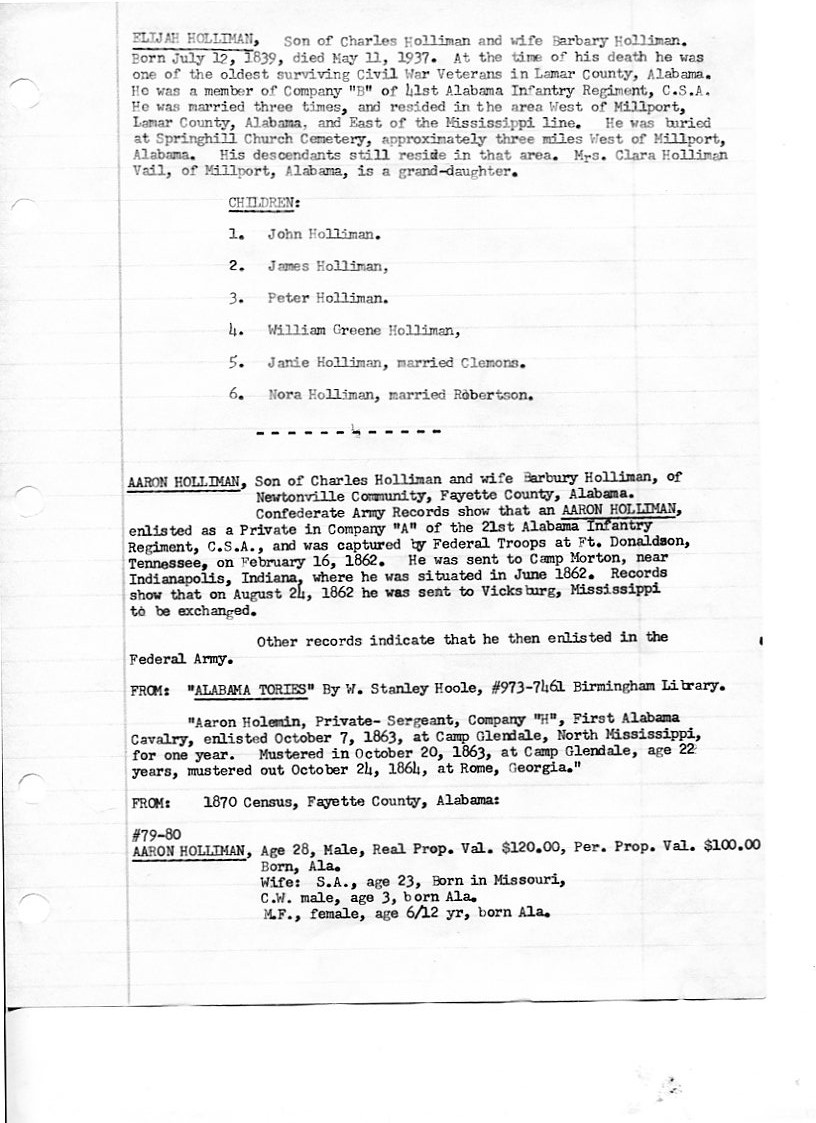 ELIJAH HOLLIMAN, Son of Charles Holliman and wife Barbary Holliman.
Born July 12, 1839, died May 11, 1937. At the time of his death he was
one of the oldest surviving Civil War Veterans in Lamar County, Alabama.
He was a member of Company "B" of 41st Alabama Infantry Regiment, C.S.A.
He was married three times, and resided in the area West of Millport,
Lamar County, Alabama, and East of the Mississippi line. He was buried
at Springhill Church Cemetery, approximately three miles West of Millport,
Alabama. His descendants still reside in that area. Mrs. Clara Holliman
Vail, of Millport, Alabama, is a grand-daughter.
CHILDREN:
1. John Holliman.
2. James Holliman,
3. Peter Holliman.
4. William Greene Holliman,
5. Janie Holliman, married Clemons.
6. Nora Holliman, married Robertson.
AARON HOLLIMAN, Son of Charles Holliman and wife Barbury Holliman, of
Newtonville Community, Fayette County, Alabama.
Confederate Army Records show that an AARON HOLLIMAN,
enlisted as a Private in Company "A" of the 21st Alabama Infantry
Regiment, C.S.A., and was captured by Federal Troops at Ft. Donaldson,
Tennessee, on February 16, 1862. He was sent to Camp Morton, near
Indianapolis, Indiana, where he was situated in June 1862. Records
show that on August 24, 1862 he was sent to Vicksburg, Mississippi
to be exchanged.
Other records indicate that he then enlisted in the
Federal Army.
FROM: "ALABAMA TORIES" By W. Stanley Hoole, #973-7461 Birmingham Library.
"Aaron Holemin, Private- Sergeant, Company "H", First Alabama
Cavalry, enlisted October 7, 1863, at Camp Glendale, North Mississippi,
for one year. Mustered in October 20, 1863, at Camp Glendale, age 22
years, mustered out October 24, 1864, at Rome, Georgia."
FROM: 1870 Census, Fayette County, Alabama:
#79-80
AARON HOLLIMAN, Age 28, Male, Real Prop. Val. $120.00, Per. Prop. Val. $100.00
Born, Ala.
Wife: S.A., age 23, Born in Missouri,
C.W. male, age 3, born Ala.
M.F., female, age 6/12 yr, born Ala.